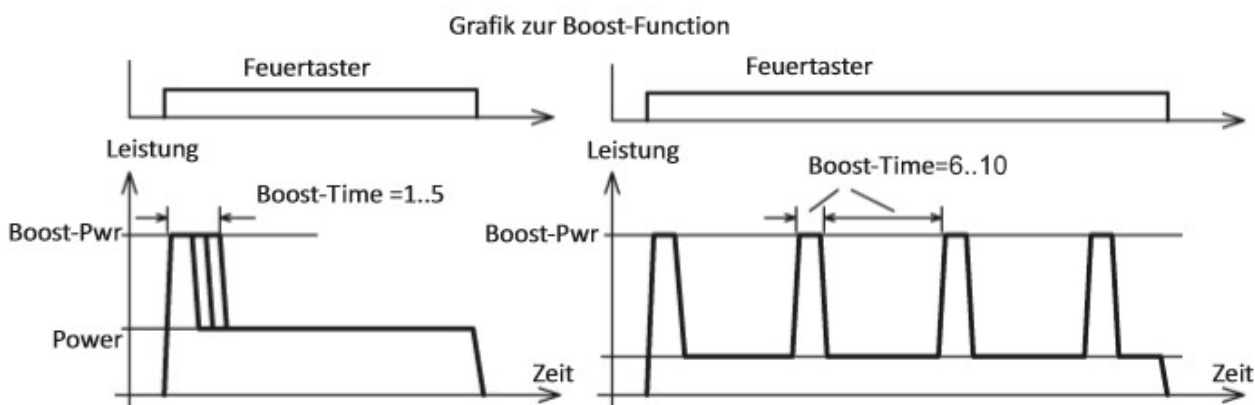 Grafik zur Boost-Function
Feuertaster
Leistung
Boost-Time =1..5
Boost-Pwr
Power
Zeit
Feuertaster
Leistung
Boost-Time=6..10
Boost-Pwr
Zeit